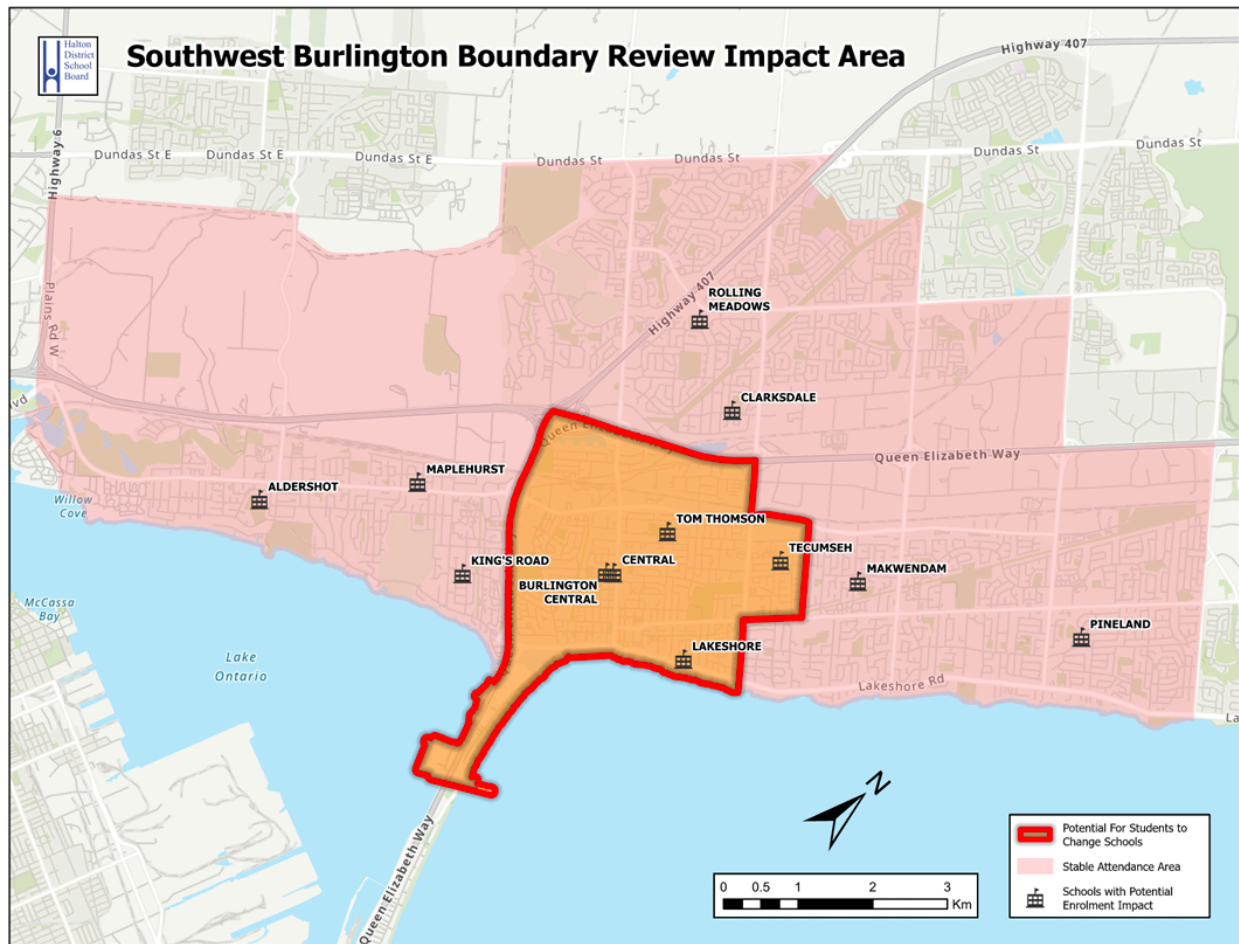 Halton
District
School
Board
Southwest Burlington Boundary Review Impact Area
Highway 407
Highway 6
Dundas St E
Dundas St E
Dundas St E
Dundas St
Dundas St
Dundas St
Dundas St
Plains Rd W
Highway 407
ROLLING
MEADOWS
CLARKSDALE
Queen Elizabeth Way
MAPLEHURST
ALDERSHOT
Willow
Cove
TOM THOMSON
TECUMSEH
KING'S ROAD
CENTRAL
BURLINGTON
CENTRAL
MAKWENDAM
McCassa
Bay
PINELAND
LAKESHORE
Lake
Ontario
Lakeshore Rd
La
N
Queen Elizabeth Way
Potential For Students to
Change Schools
Stable Attendance Area
Schools with Potential
Enrolment Impact
0 0.5 1 2 3
Km